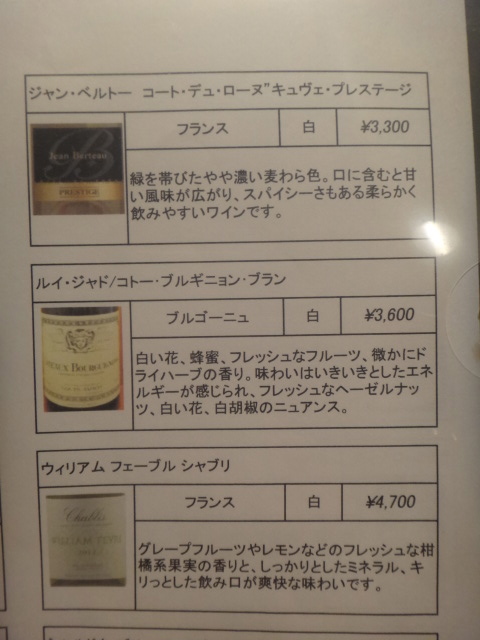 ジャン・ベルトー　コート・デュ・ローヌ"キュヴェ・プレステージ
フランス 白 ¥3,300
Jean Berteau
PRESTIGE
緑を帯びたやや濃い麦わら色。口に含むと甘
い風味が広がり、スパイシーさもある柔らかく
飲みやすいワインです。
ルイ・ジャド/コトー・ブルギニョン・ブラン
ブルゴーニュ 白 ¥3,600
白い花、蜂蜜、フレッシュなフルーツ、微かにド
ライハーブの香り。味わいはいきいきとしたエネ
ルギーが感じられ、フレッシュなヘーゼルナッ
ツ、白い花、白胡椒のニュアンス。
ウィリアム フェーブル シャブリ
フランス 白 ¥4,700
Chablis
グレープフルーツやレモンなどのフレッシュな柑
橘系果実の香りと、しっかりとしたミネラル、キ
リっとした飲み口が爽快な味わいです。